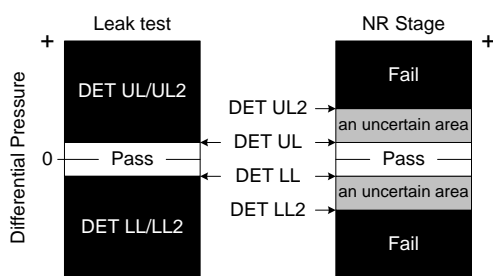 Leak test
NR Stage
+
+
Differential Pressure
DET UL/UL2
Fail
DET UL2
an uncertain area
DET UL
0
Pass
Pass
DET LL
an uncertain area
DET LL2
DET LL/LL2
Fail